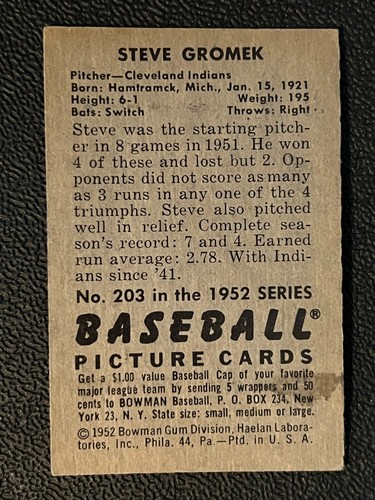 STEVE GROMEK
Pitcher—Cleveland Indians
Born: Hamtramck, Mich., Jan. 15, 1921
Height: 6-1 Weight: 195
Bats: Switch Throws: Right
Steve was the starting pitch-
er in 8 games in 1951. He won
4 of these and lost but 2. Op-
ponents did not score as many
as 3 runs in any one of the 4
triumphs. Steve also pitched
well in relief. Complete sea-
son's record: 7 and 4. Earned
run average: 2.78. With Indi-
ans since '41.
No. 203 in the 1952 SERIES
BASEBALL®
PICTURE CARDS
Get a $1.00 value Baseball Cap of your favorite
major league team by sending 5 wrappers and 50
cents to BOWMAN Baseball, P. O. BOX 234, New
York 23, N. Y. State size: small, medium or large.
©1952 Bowman Gum Division, Haelan Labora-
tories, Inc., Phila. 44, Pa.—Ptd. in U. S. A.